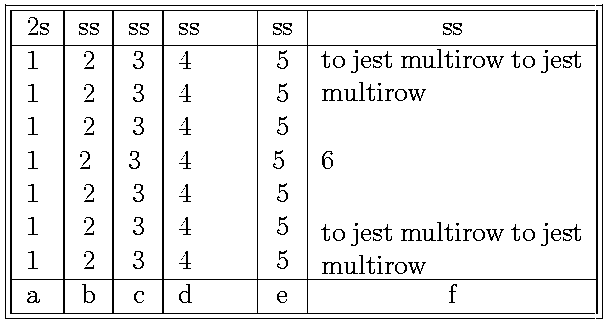 2s ss ss ss ss ss
1 2 3 4 5 to jest multirow to jest
1 2 3 4 5 multirow
1 2 3 4 5
1 2 3 4 5 6
1 2 3 4 5
1 2 3 4 5 to jest multirow to jest
1 2 3 4 5 multirow
a b c d e f